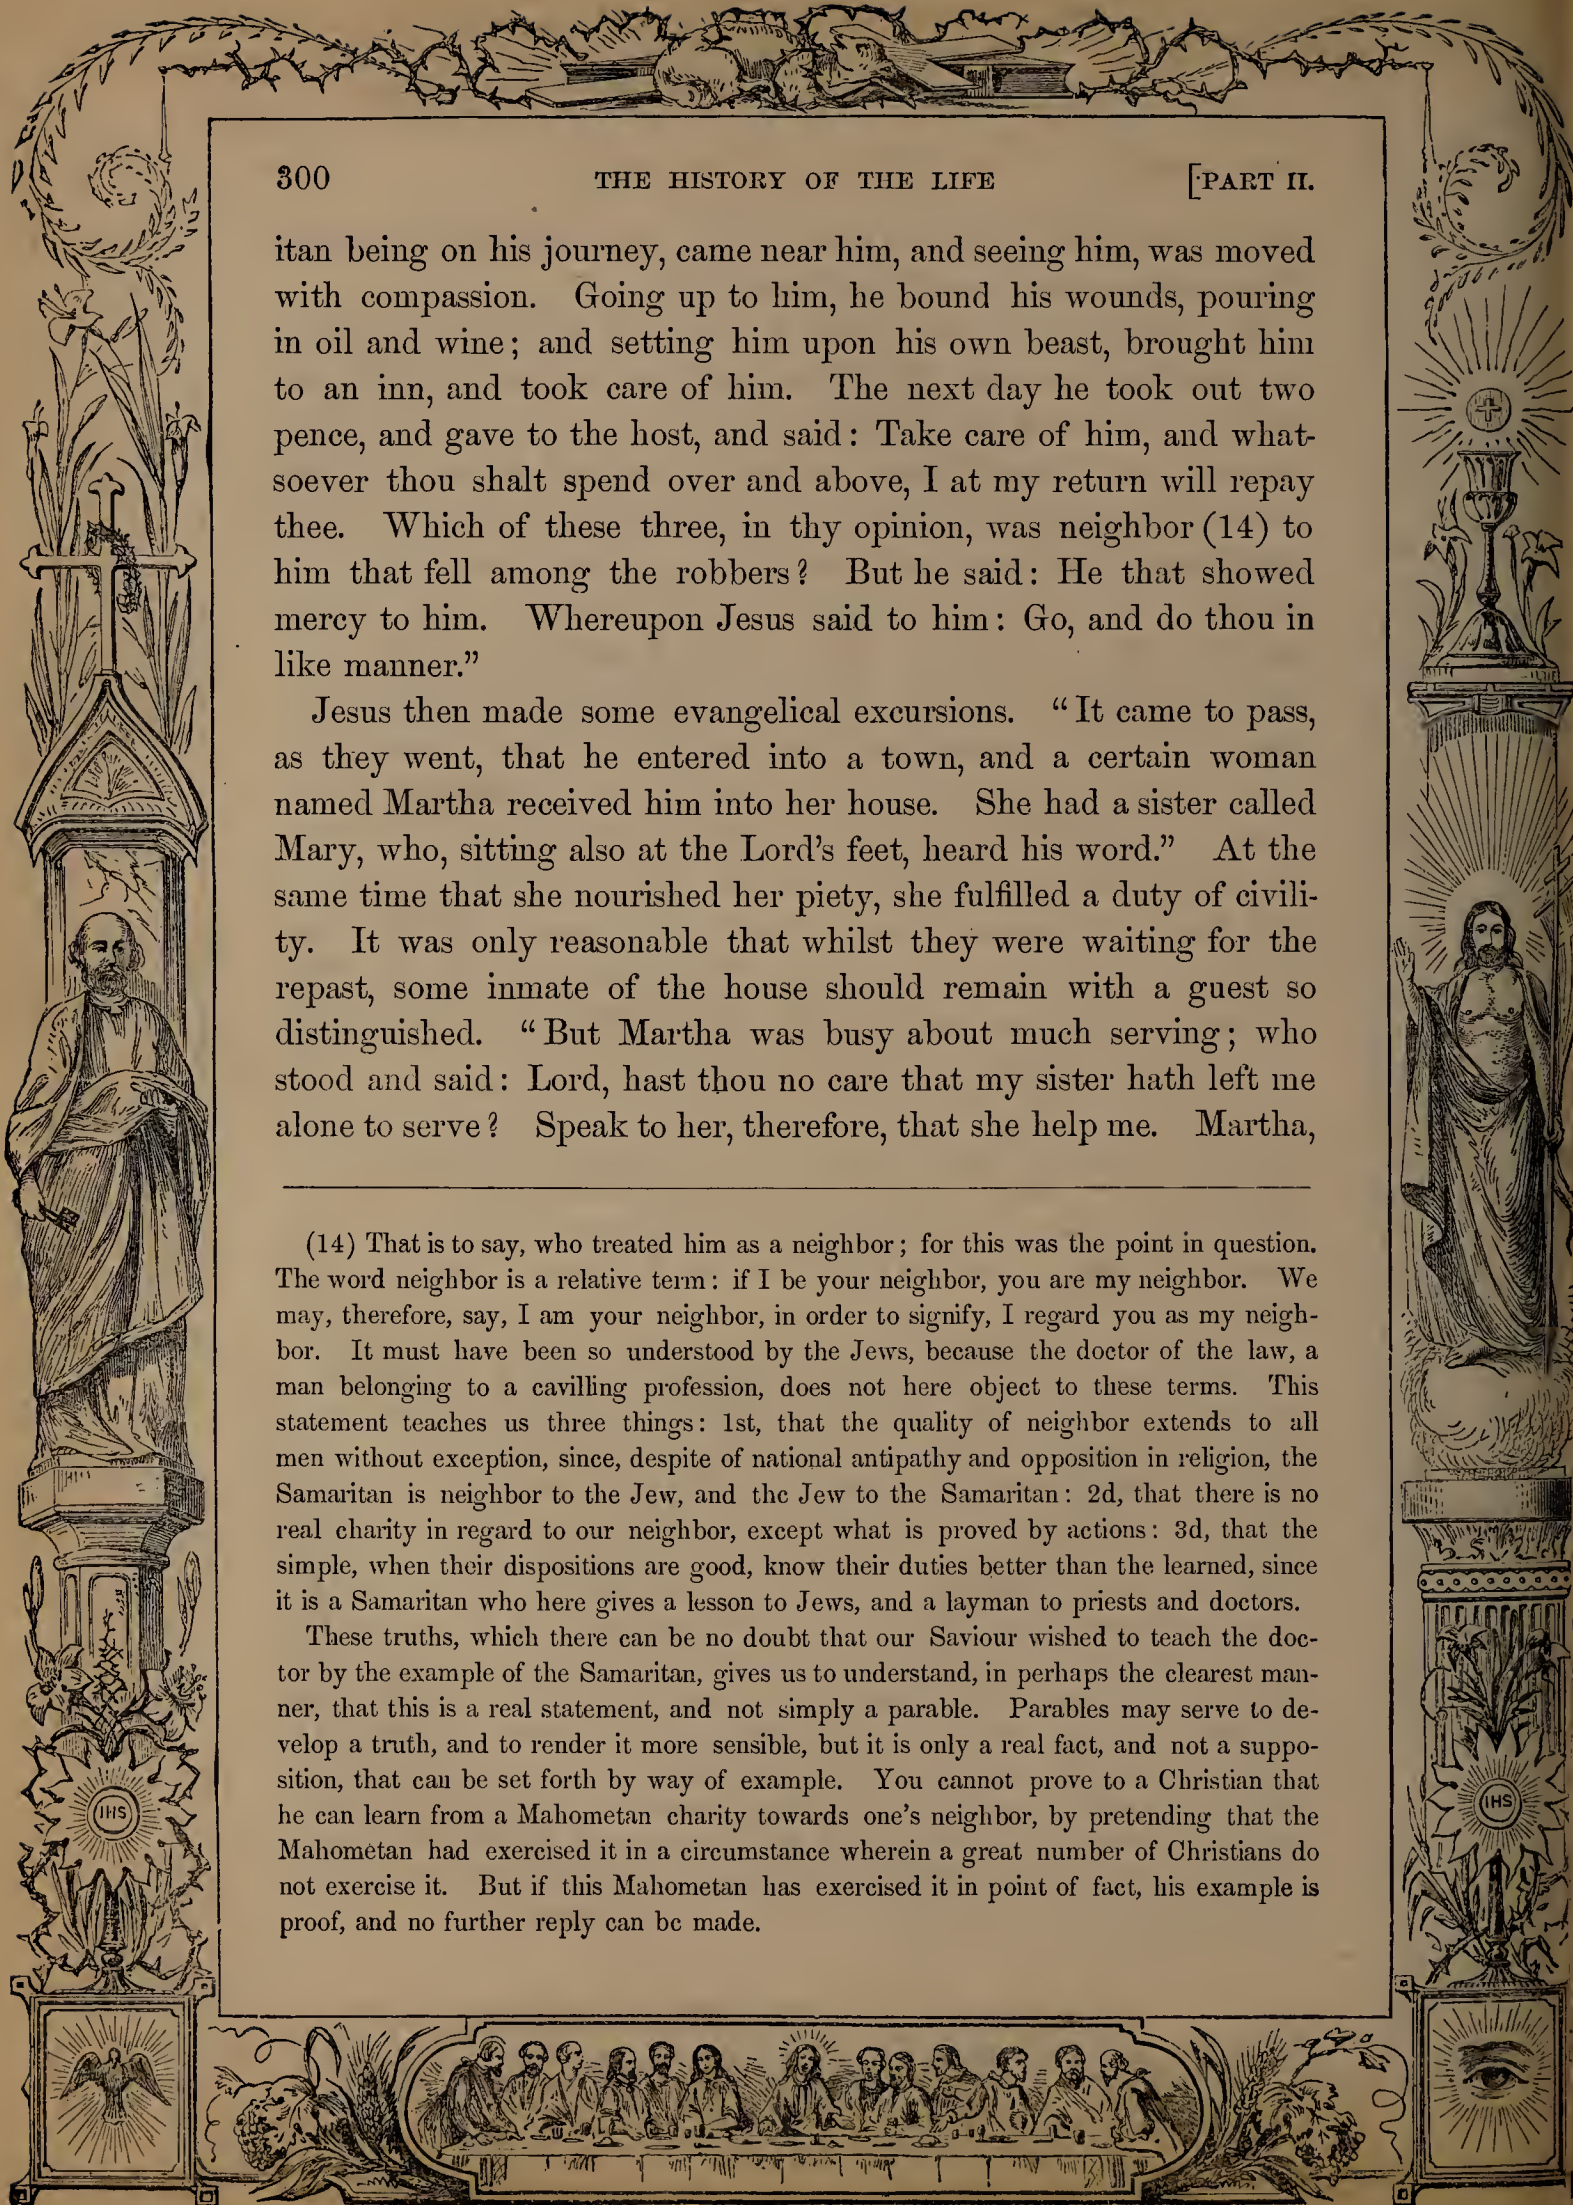 300 THE HISTORY OF THE LIFE [PART II.
itan being on his journey, came near him, and seeing him, was moved
with compassion. Going up to him, he bound his wounds, pouring
in oil and wine; and setting him upon his own beast, brought him
to an inn, and took care of him. The next day he took out two
pence, and gave to the host, and said: Take care of him, and what-
soever thou shalt spend over and above, I at my return will repay
thee. Which of these three, in thy opinion, was neighbor (14) to
him that fell among the robbers? But he said: He that showed
mercy to him. Whereupon Jesus said to him: Go, and do thou in
like manner.”
Jesus then made some evangelical excursions. “It came to pass,
as they went, that he entered into a town, and a certain woman
named Martha received him into her house. She had a sister called
Mary, who, sitting also at the Lord’s feet, heard his word.” At the
same time that she nourished her piety, she fulfilled a duty of civili-
ty. It was only reasonable that whilst they were waiting for the
repast, some inmate of the house should remain with a guest so
distinguished. “But Martha was busy about much serving; who
stood and said: Lord, hast thou no care that my sister hath left me
alone to serve? Speak to her, therefore, that she help me. Martha,
(14) That is to say, who treated him as a neighbor; for this was the point in question.
The word neighbor is a relative term: if I be your neighbor, you are my neighbor. We
may, therefore, say, I am your neighbor, in order to signify, I regard you as my neigh-
bor. It must have been so understood by the Jews, because the doctor of the law, a
man belonging to a cavilling profession, does not here object to these terms. This
statement teaches us three things: 1st, that the quality of neighbor extends to all
men without exception, since, despite of national antipathy and opposition in religion, the
Samaritan is neighbor to the Jew, and the Jew to the Samaritan: 2d, that there is no
real charity in regard to our neighbor, except what is proved by actions: 3d, that the
simple, when their dispositions are good, know their duties better than the learned, since
it is a Samaritan who here gives a lesson to Jews, and a layman to priests and doctors.
These truths, which there can be no doubt that our Saviour wished to teach the doc-
tor by the example of the Samaritan, gives us to understand, in perhaps the clearest man-
ner, that this is a real statement, and not simply a parable. Parables may serve to de-
velop a truth, and to render it more sensible, but it is only a real fact, and not a suppo-
sition, that can be set forth by way of example. You cannot prove to a Christian that
he can learn from a Mahometan charity towards one’s neighbor, by pretending that the
Mahometan had exercised it in a circumstance wherein a great number of Christians do
not exercise it. But if this Mahometan has exercised it in point of fact, his example is
proof, and no further reply can be made.
IHS
IHS